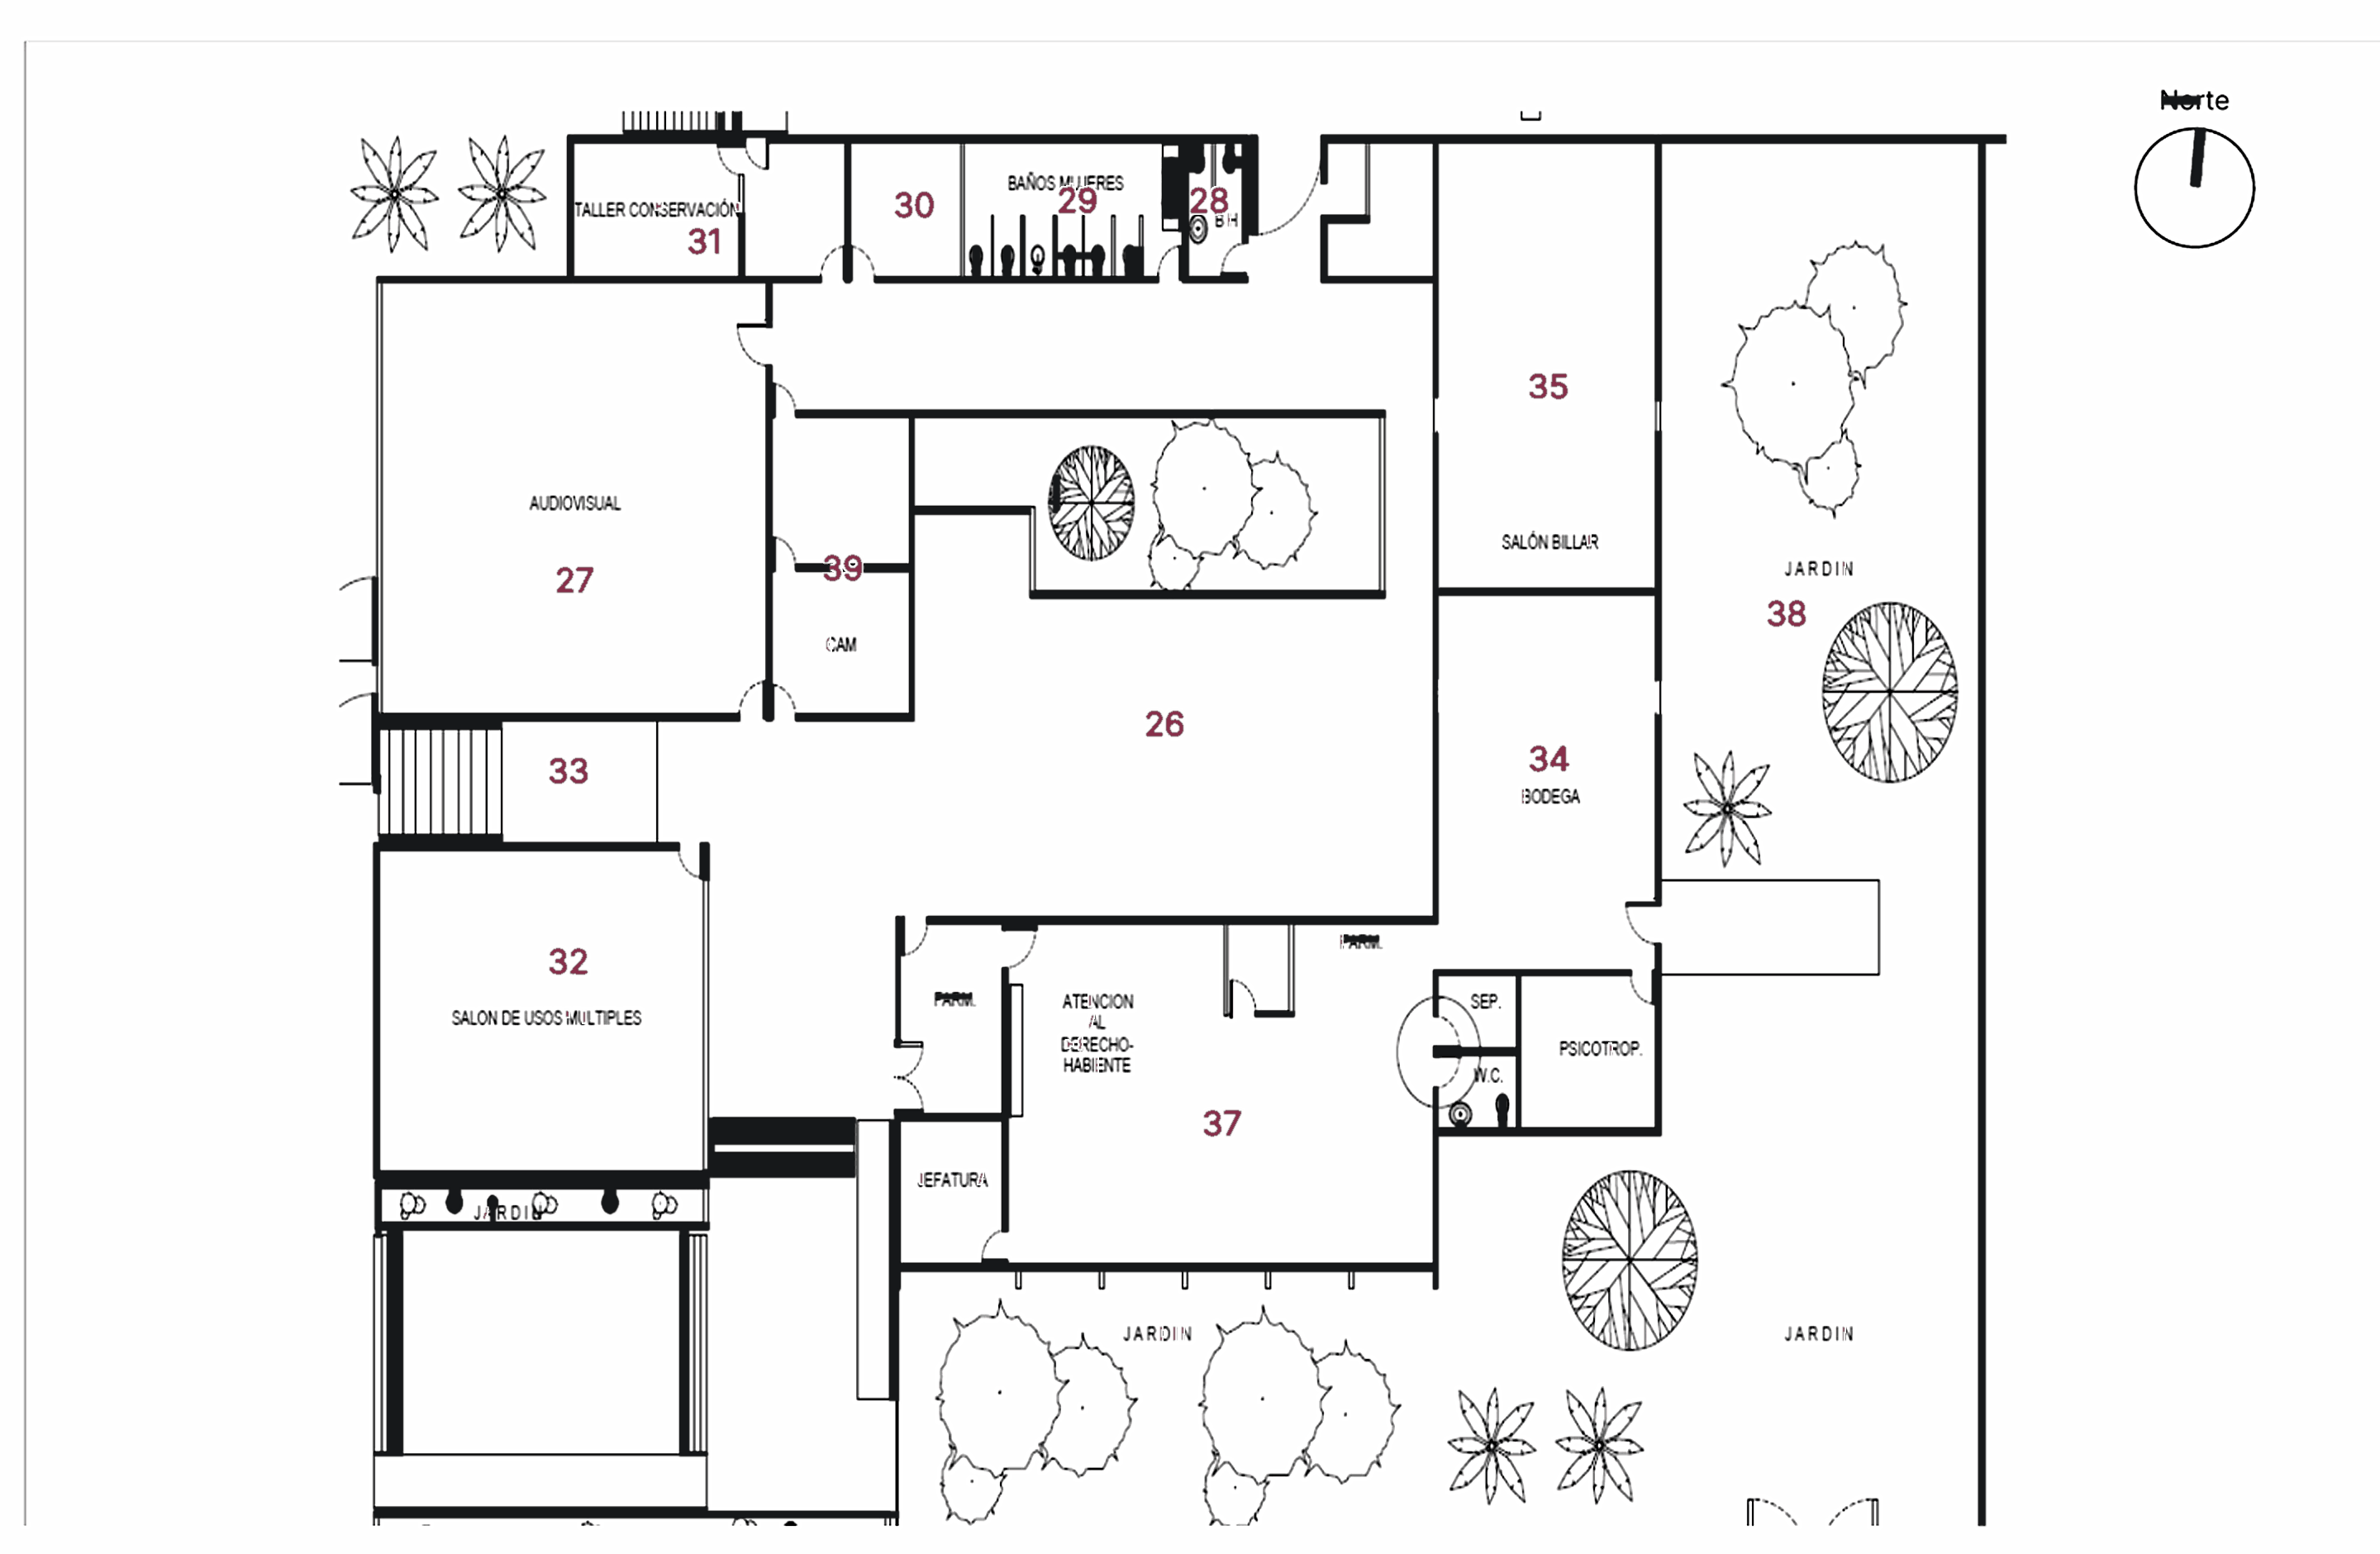 Norte
BAÑOS MUJERES
30
29
28
B H
TALLER CONSERVACIÓN
31
35
AUDIOVISUAL
27
SALÓN BILLAR
39
JARDIN
38
CAM
26
33
34
BODEGA
32
SALON DE USOS MULTIPLES
ATENCION
AL
DERECHO-
HABIENTE
SEP.
PSICOTROP.
W.C.
37
JEFATURA
JARDIN
JARDIN
JARDIN